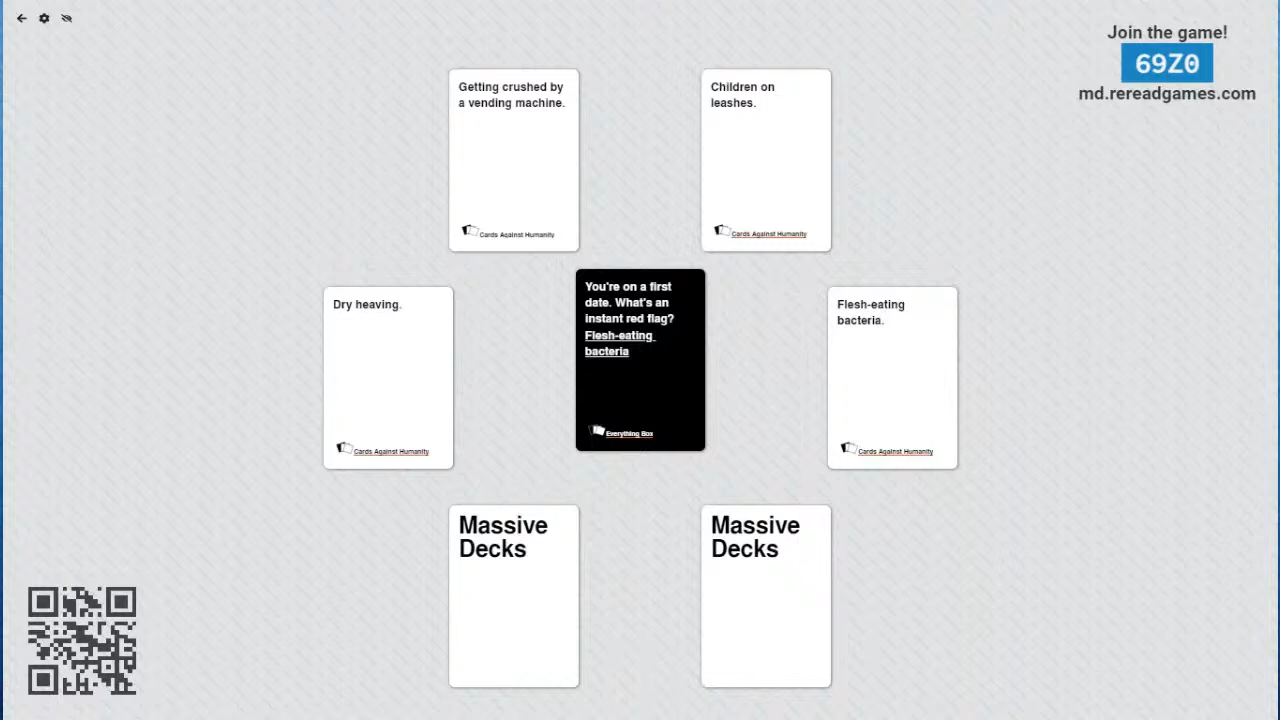 Join the game!
69Z0
md.rereadgames.com
Getting crushed by
a vending machine.
Cards Against Humanity
Children on
leashes.
Cards Against Humanity
Dry heaving.
Cards Against Humanity
You're on a first
date. What's an
instant red flag?
Flesh-eating
bacteria
Everything Box
Flesh-eating
bacteria.
Cards Against Humanity
Massive
Decks
Massive
Decks